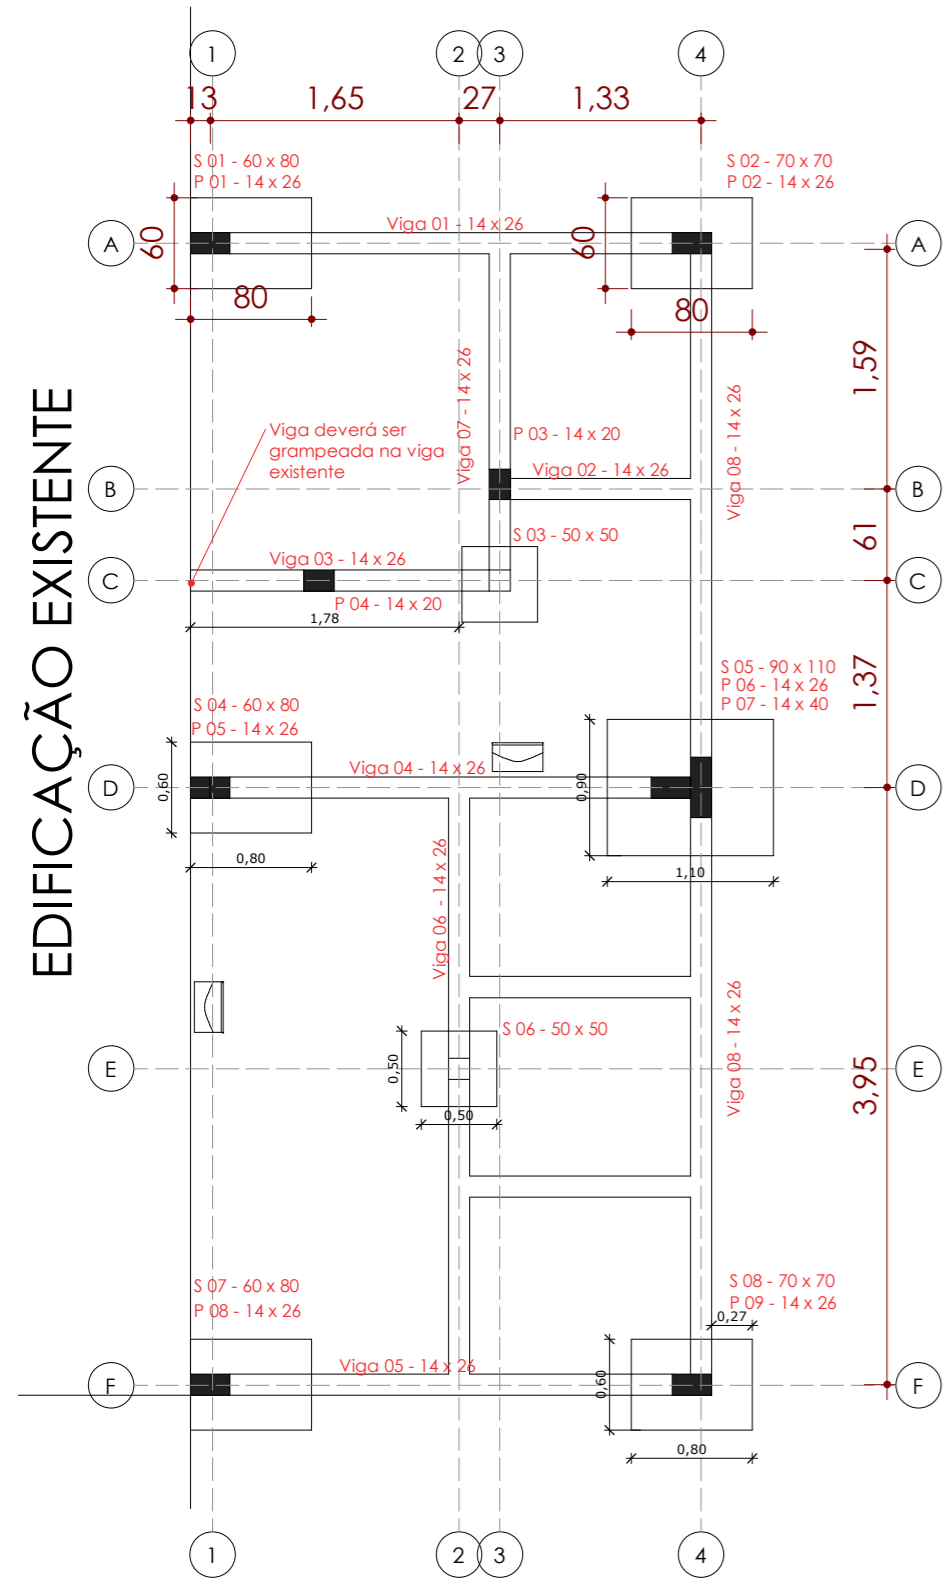 1
2
3
4
13
1,65
27
1,33
S 01 - 60 x 80
P 01 - 14 x 26
S 02 - 70 x 70
P 02 - 14 x 26
Viga 01 - 14 x 26
A
60
60
A
80
80
1,59
Viga 07 - 14 x 26
Viga 08 - 14 x 26
EDIFICAÇÃO EXISTENTE
Viga deverá ser
grampeada na viga
existente
P 03 - 14 x 20
Viga 02 - 14 x 26
B
B
61
S 03 - 50 x 50
Viga 03 - 14 x 26
C
C
P 04 - 14 x 20
1,78
1,37
S 05 - 90 x 110
P 06 - 14 x 26
P 07 - 14 x 40
S 04 - 60 x 80
P 05 - 14 x 26
Viga 04 - 14 x 26
D
0,60
0,90
D
0,80
1,10
Viga 06 - 14 x 26
Viga 08 - 14 x 26
S 06 - 50 x 50
E
0,50
E
3,95
0,50
S 07 - 60 x 80
P 08 - 14 x 26
S 08 - 70 x 70
P 09 - 14 x 26
0,27
Viga 05 - 14 x 26
F
0,60
F
0,80
1
2
3
4